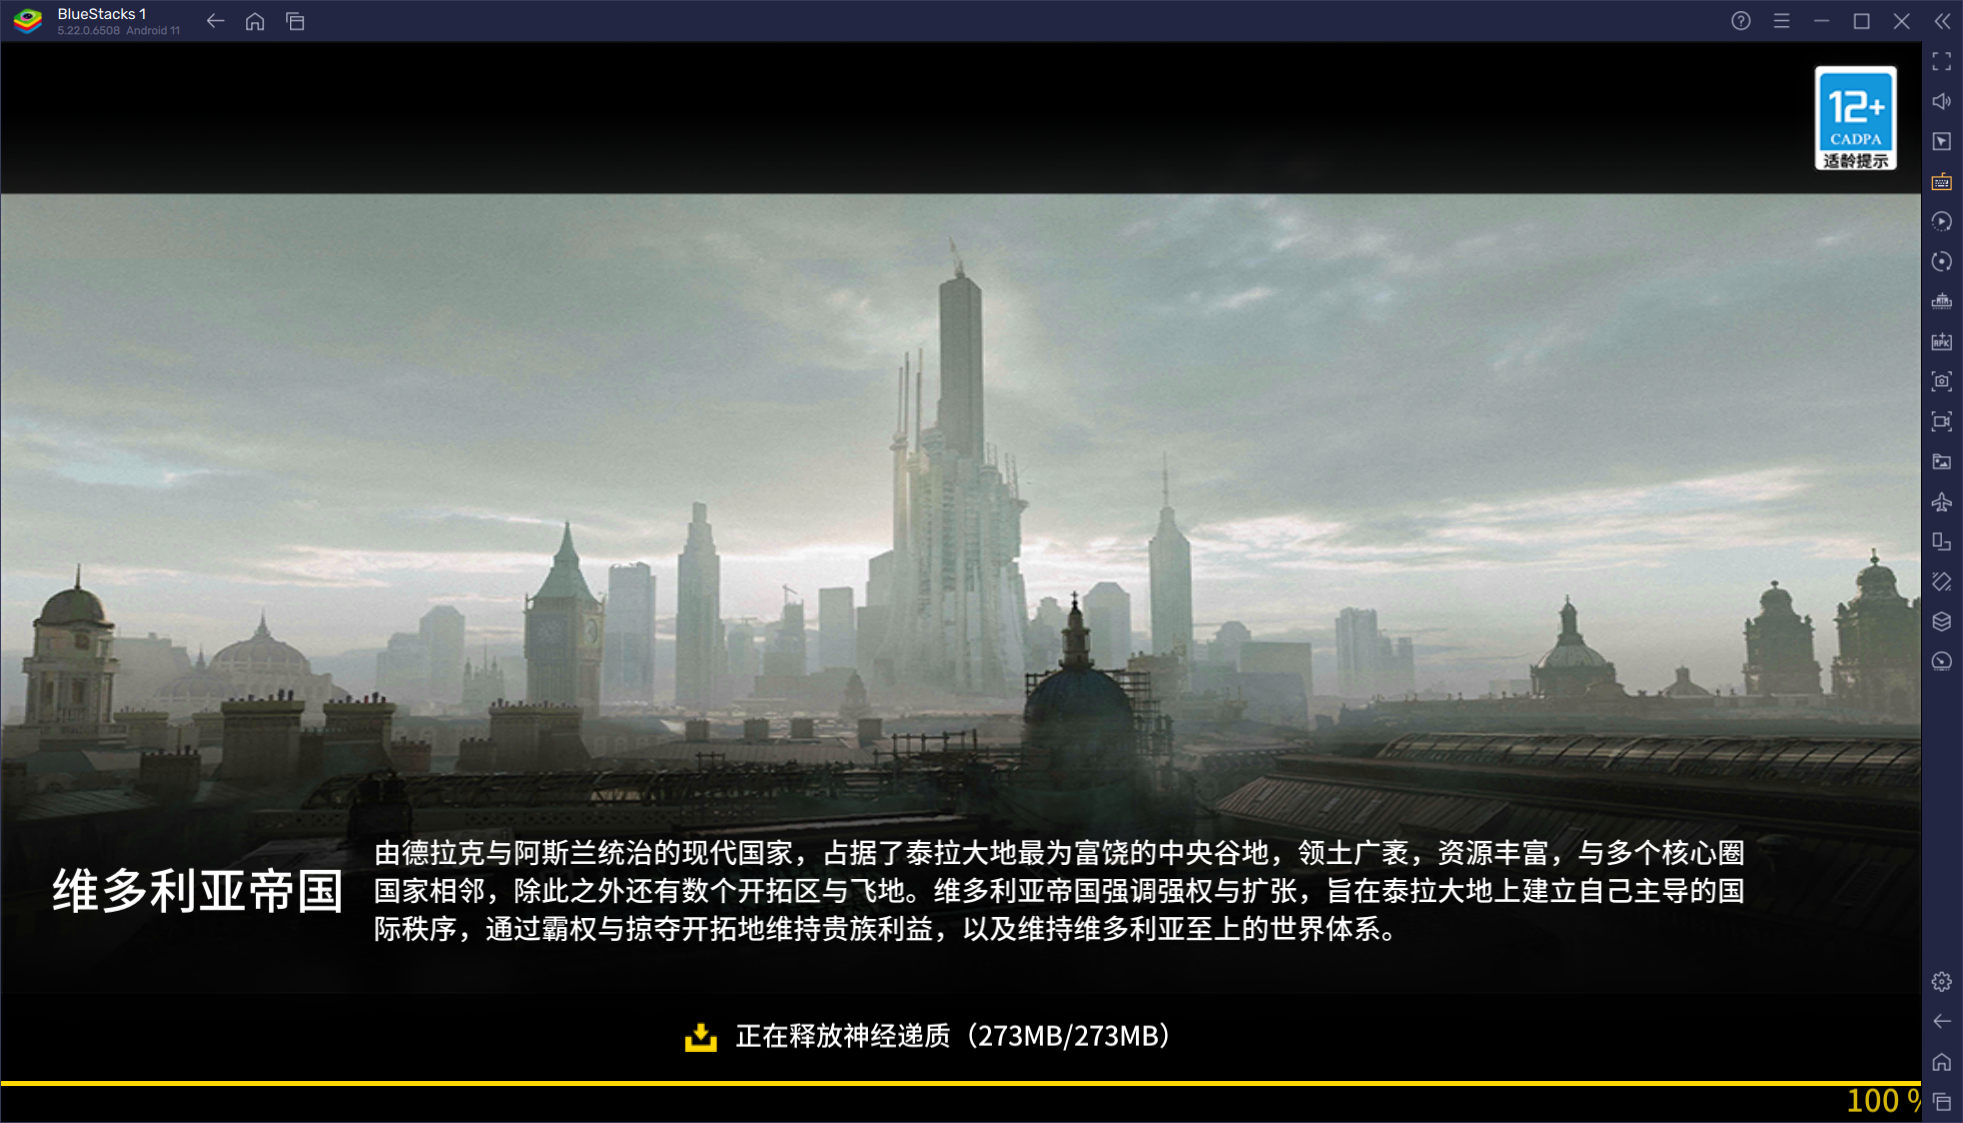 BlueStacks 1
5.22.0.6508 Android 11
12+
CADPA
适龄提示
由德拉克与阿斯兰统治的现代国家，占据了泰拉大地最为富饶的中央谷地，领土广袤，资源丰富，与多个核心圈
维多利亚帝国
国家相邻，除此之外还有数个开拓区与飞地。维多利亚帝国强调强权与扩张，旨在泰拉大地上建立自己主导的国
际秩序，通过霸权与掠夺开拓地维持贵族利益，以及维持维多利亚至上的世界体系。
正在释放神经递质（273MB/273MB）
100 %